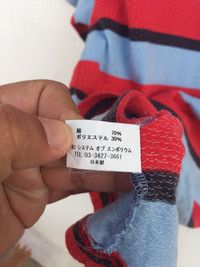 綿 70%
ポリエステル 30%
㈱ システム オブ エンポリウム
TEL 03-3427-3661
日本製